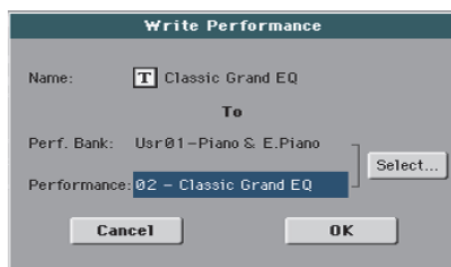 Write Performance
Name: T Classic Grand EQ
To
Perf. Bank: Usr01-Piano & E.Piano
Select...
Performance: 02 - Classic Grand EQ
Cancel OK